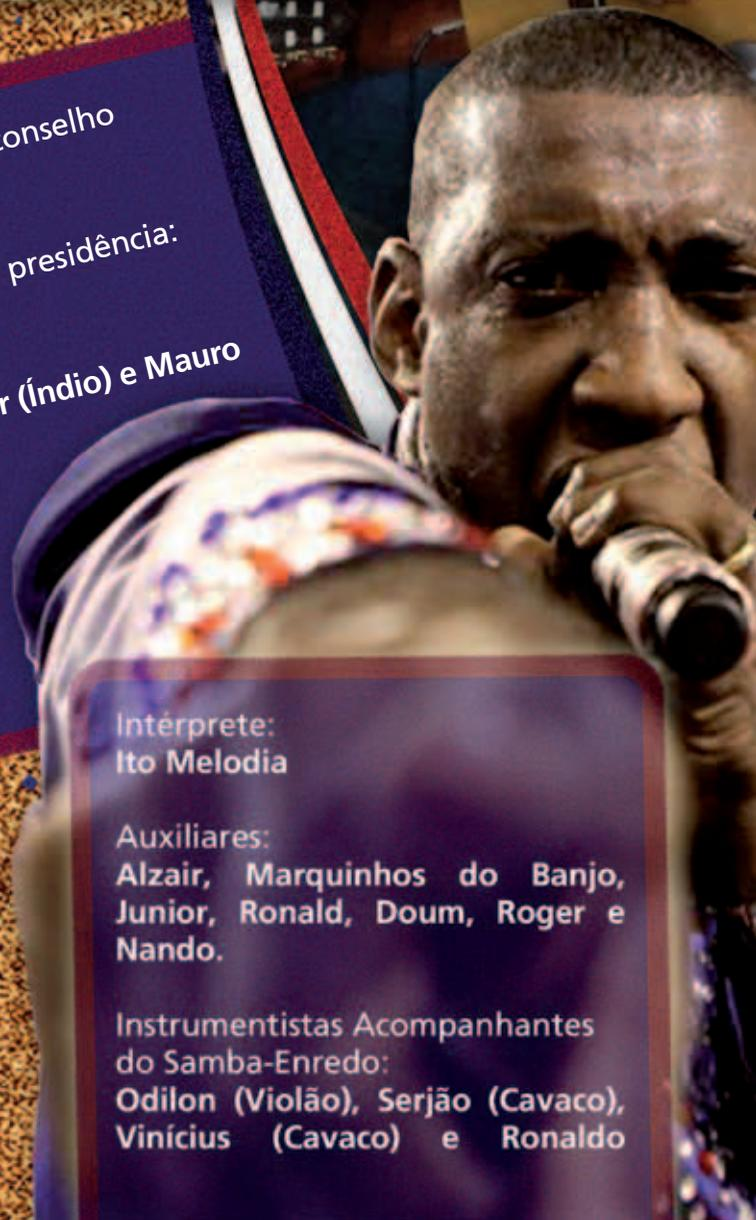 conselho
presidência:
r (Índio) e Mauro
Intérprete:
Ito Melodia
Auxiliares:
Alzair, Marquinhos do Banjo,
Junior, Ronald, Doum, Roger e
Nando.
Instrumentistas Acompanhantes
do Samba-Enredo:
Odilon (Violão), Serjão (Cavaco),
Vinícius (Cavaco) e Ronaldo